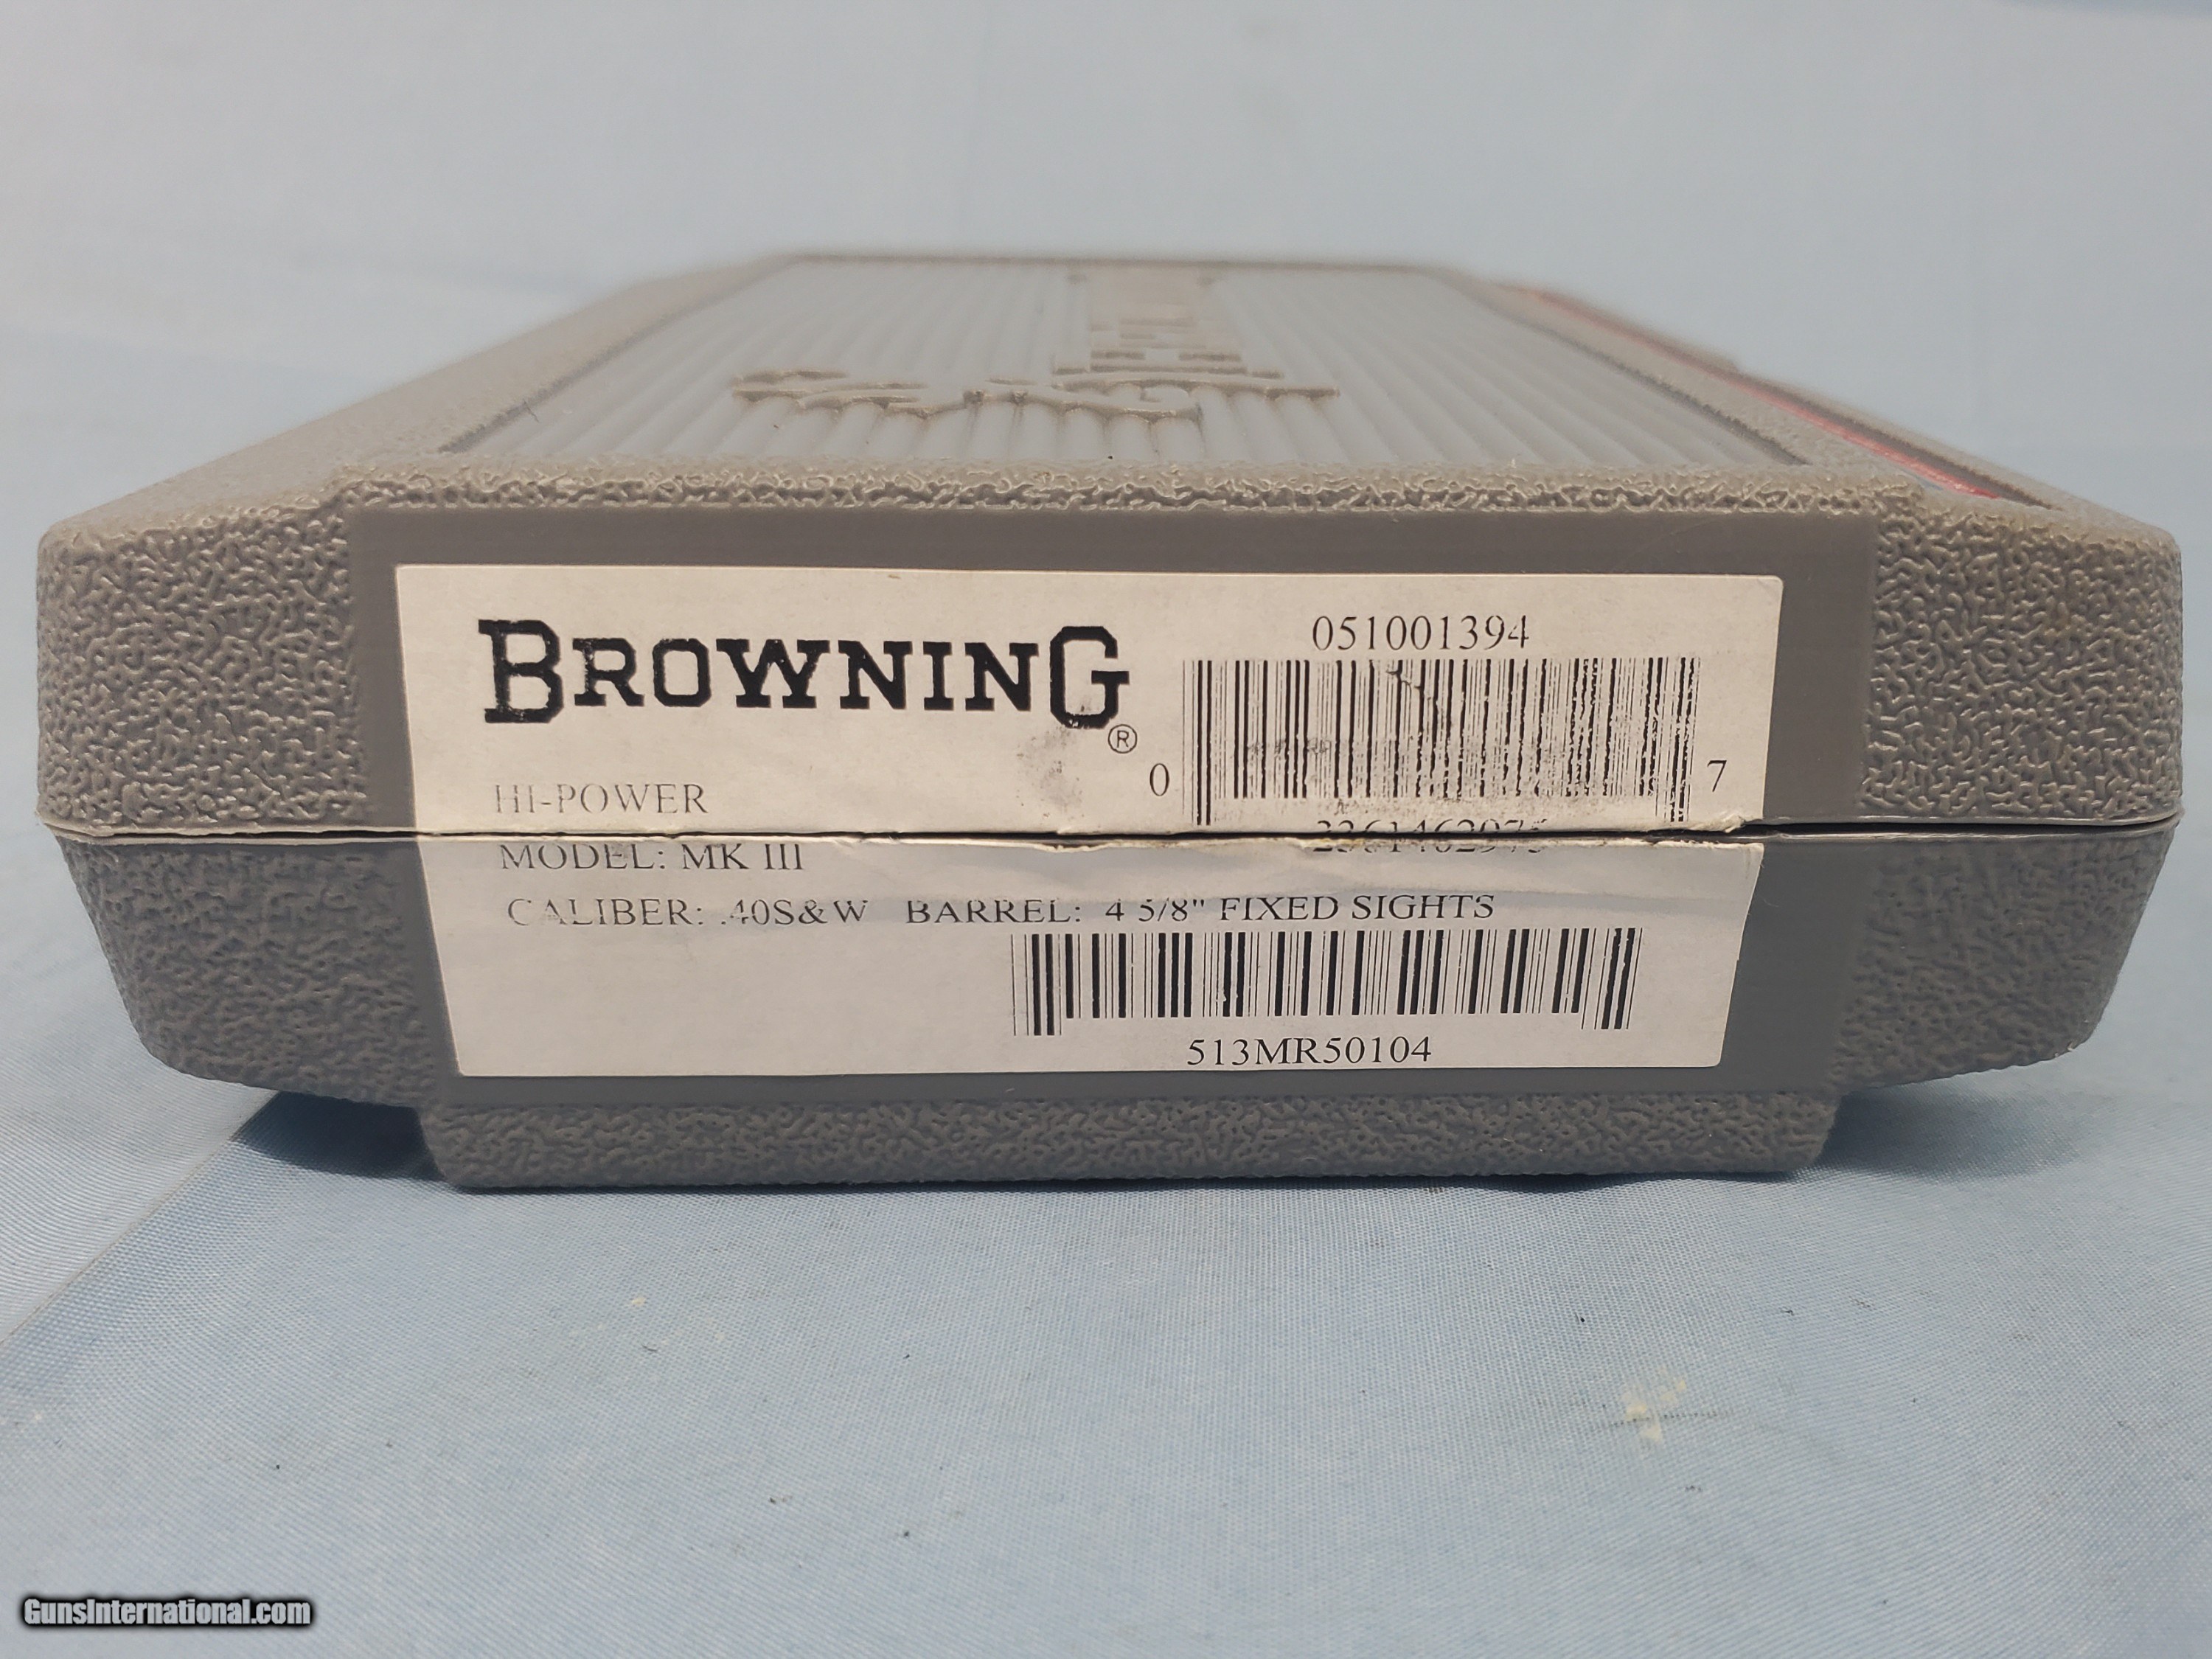 BROWNING®
051001394
0 7
HI-POWER
MODEL: MK III
CALIBER: .40S&W BARREL: 4 5/8" FIXED SIGHTS
513MR50104
GunsInternational.com